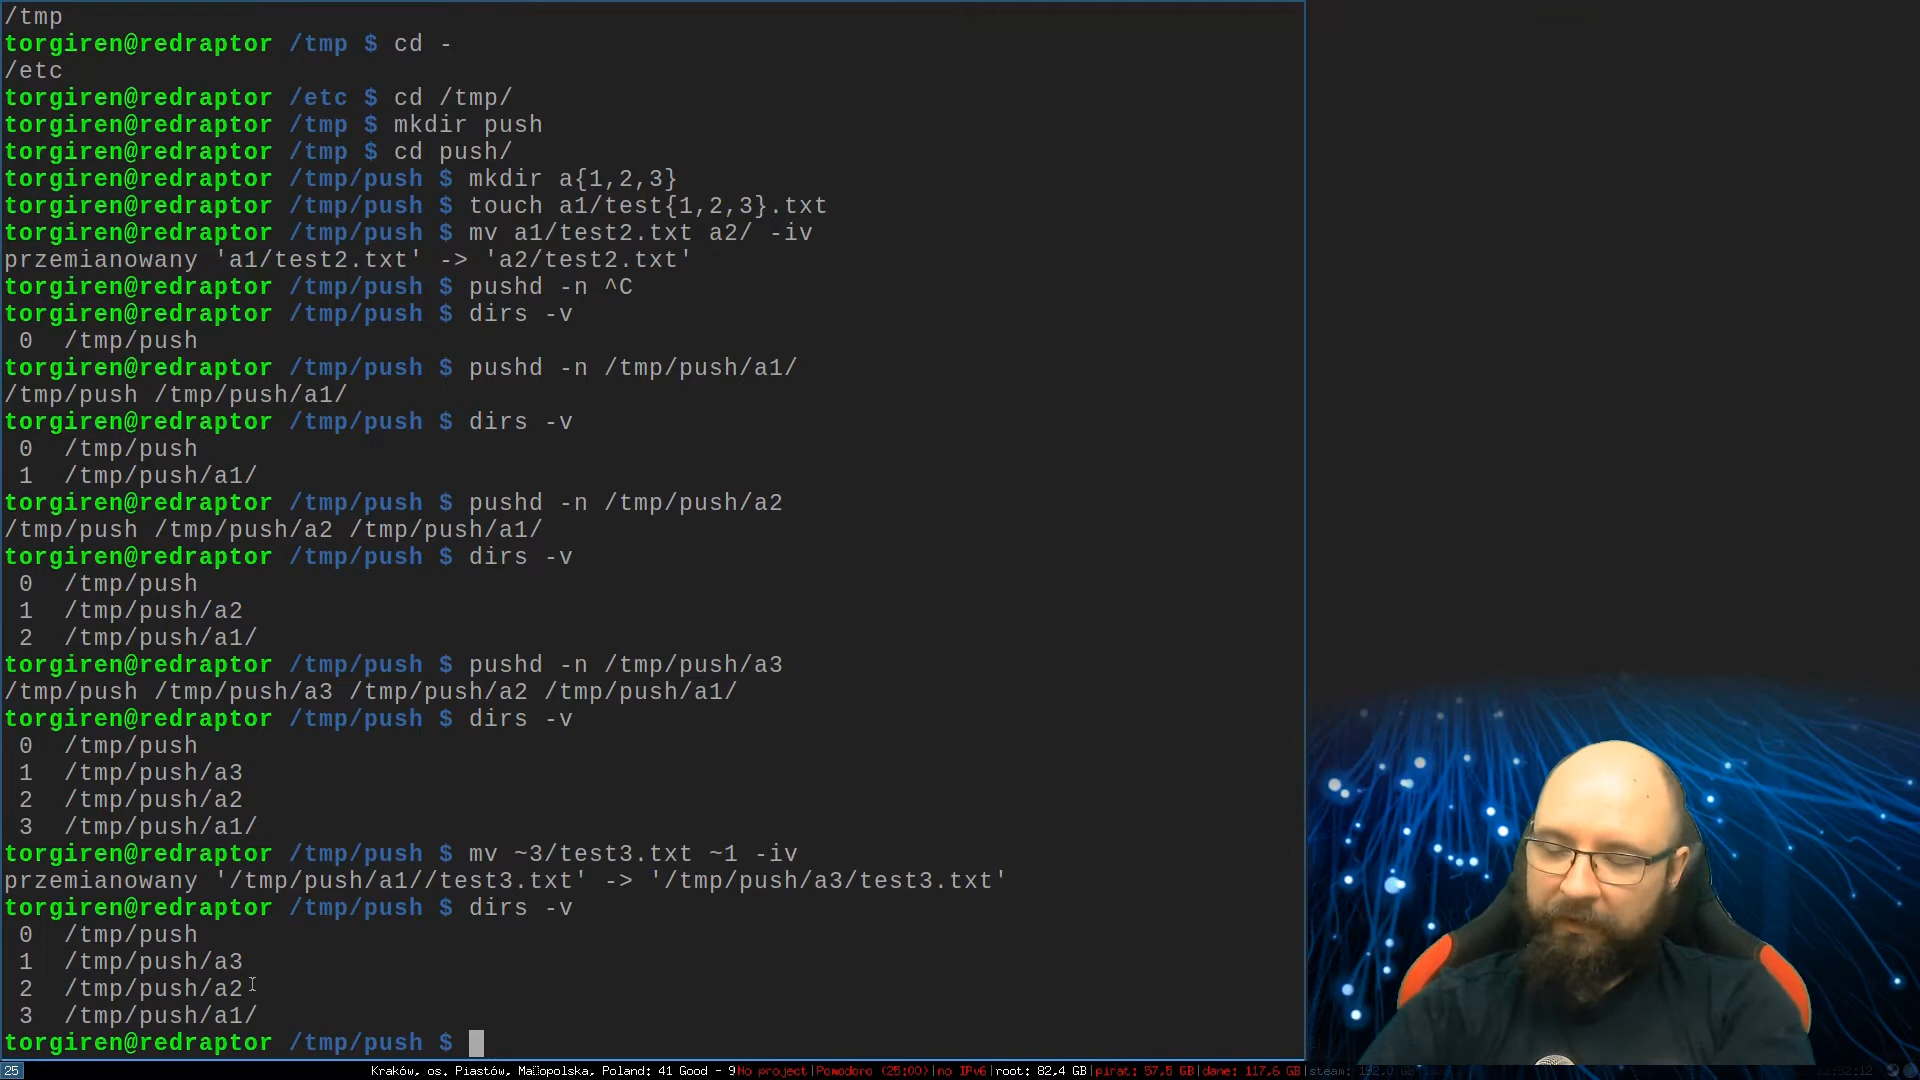 /tmp
torgiren@redraptor /tmp $ cd -
/etc
torgiren@redraptor /etc $ cd /tmp/
torgiren@redraptor /tmp $ mkdir push
torgiren@redraptor /tmp $ cd push/
torgiren@redraptor /tmp/push $ mkdir a{1,2,3}
torgiren@redraptor /tmp/push $ touch a1/test{1,2,3}.txt
torgiren@redraptor /tmp/push $ mv a1/test2.txt a2/ -iv
przemianowany 'a1/test2.txt' -> 'a2/test2.txt'
torgiren@redraptor /tmp/push $ pushd -n ^C
torgiren@redraptor /tmp/push $ dirs -v
0 /tmp/push
torgiren@redraptor /tmp/push $ pushd -n /tmp/push/a1/
/tmp/push /tmp/push/a1/
torgiren@redraptor /tmp/push $ dirs -v
0 /tmp/push
1 /tmp/push/a1/
torgiren@redraptor /tmp/push $ pushd -n /tmp/push/a2
/tmp/push /tmp/push/a2 /tmp/push/a1/
torgiren@redraptor /tmp/push $ dirs -v
0 /tmp/push
1 /tmp/push/a2
2 /tmp/push/a1/
torgiren@redraptor /tmp/push $ pushd -n /tmp/push/a3
/tmp/push /tmp/push/a3 /tmp/push/a2 /tmp/push/a1/
torgiren@redraptor /tmp/push $ dirs -v
0 /tmp/push
1 /tmp/push/a3
2 /tmp/push/a2
3 /tmp/push/a1/
torgiren@redraptor /tmp/push $ mv ~3/test3.txt ~1 -iv
przemianowany '/tmp/push/a1//test3.txt' -> '/tmp/push/a3/test3.txt'
torgiren@redraptor /tmp/push $ dirs -v
0 /tmp/push
1 /tmp/push/a3
2 /tmp/push/a2
3 /tmp/push/a1/
torgiren@redraptor /tmp/push $
25 Kraków, os. Piastów, Małopolska, Poland: 41 Good - 9No project|Pomodoro (25:00)|no IPv6|root: 82,4 GB|pirat: 57,5 GB|dane: 117,6 GB|steam: 192,0 GB 22:52:12